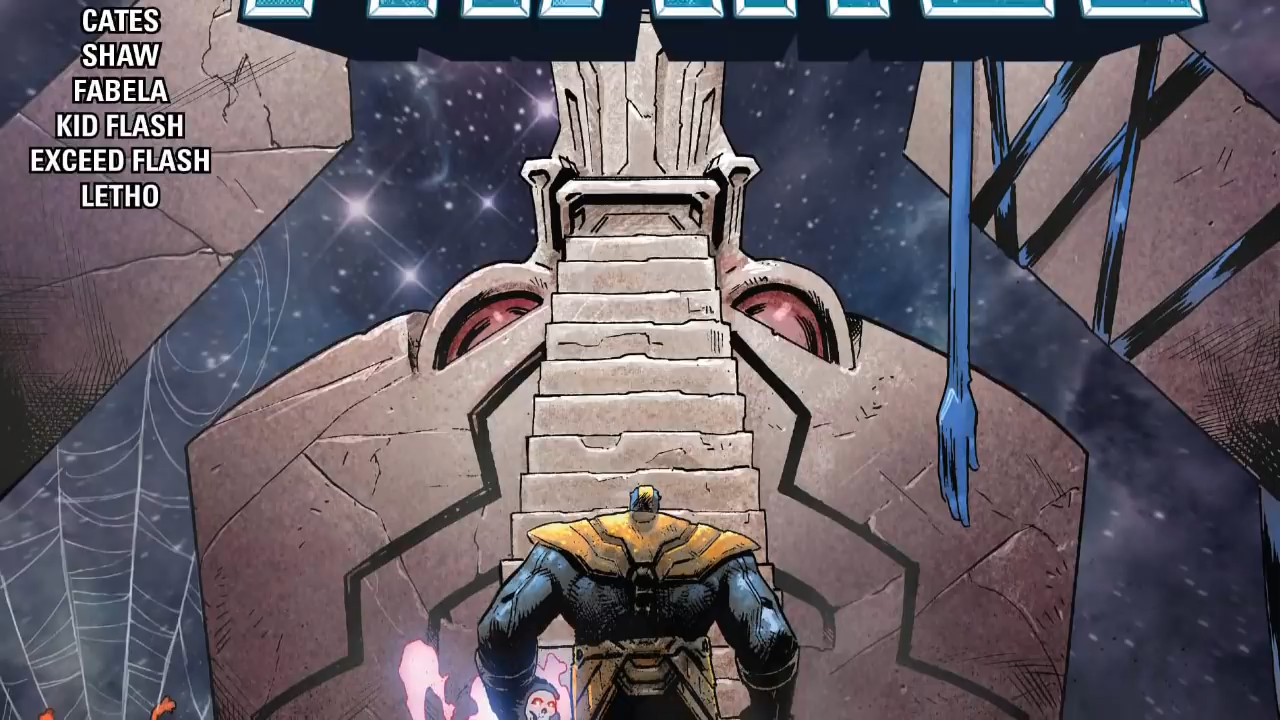 CATES
SHAW
FABELA
KID FLASH
EXCEED FLASH
LETHO